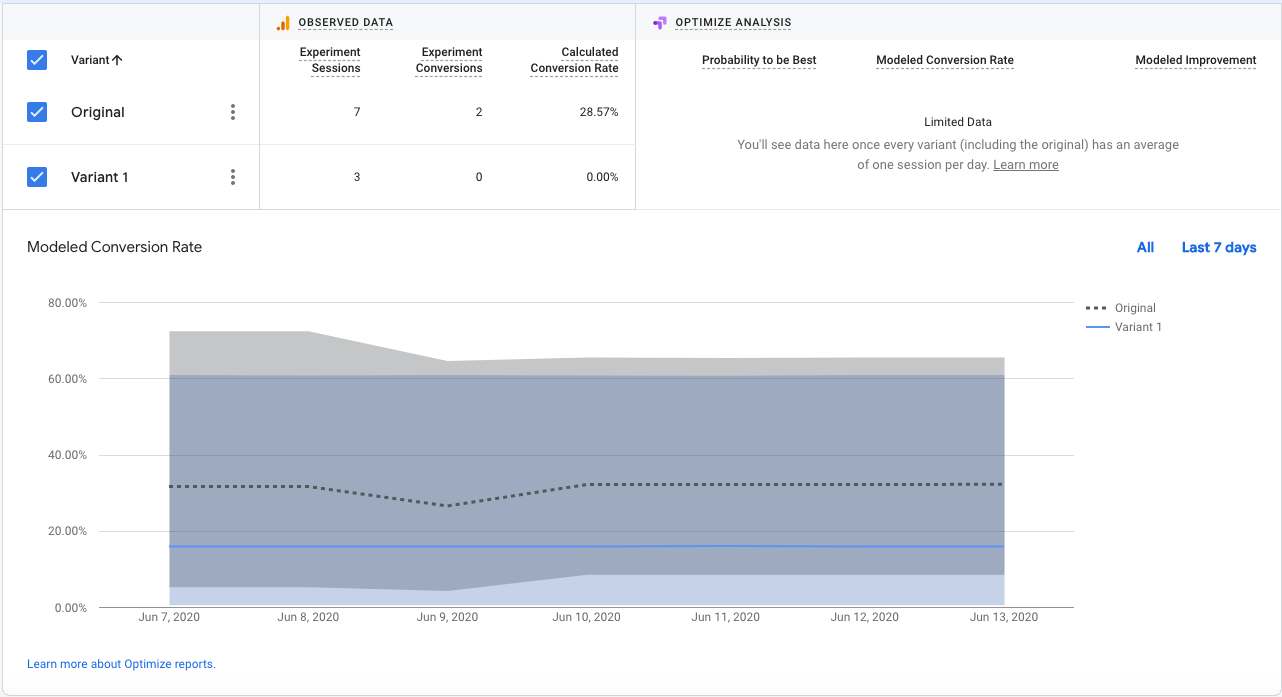 OBSERVED DATA
OPTIMIZE ANALYSIS
Variant
Experiment Sessions
Experiment Conversions
Calculated Conversion Rate
Probability to be Best
Modeled Conversion Rate
Modeled Improvement
Original
7
2
28.57%
Variant 1
3
0
0.00%
Limited Data
You'll see data here once every variant (including the original) has an average
of one session per day. Learn more
Modeled Conversion Rate
All
Last 7 days
80.00%
60.00%
40.00%
20.00%
0.00%
Original
Variant 1
Jun 7, 2020
Jun 8, 2020
Jun 9, 2020
Jun 10, 2020
Jun 11, 2020
Jun 12, 2020
Jun 13, 2020
Learn more about Optimize reports.